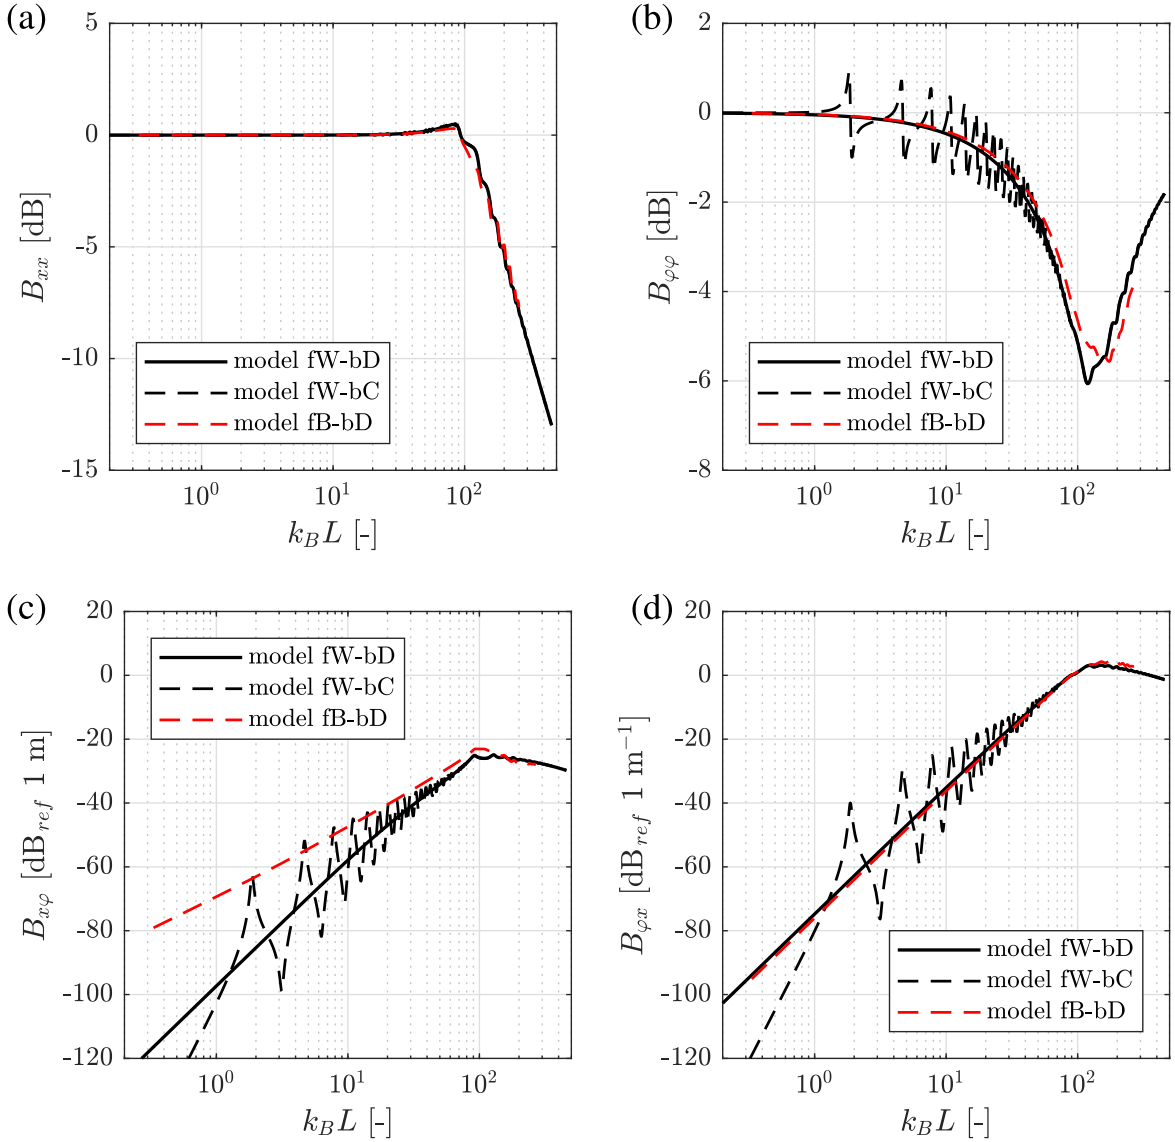 (a)
5
0
-5
-10
-15
B_{xx} [dB]
model fW-bD
model fW-bC
model fB-bD
10^0
10^1
10^2
k_B L [-]
(b)
2
0
-2
-4
-6
-8
B_{φφ} [dB]
model fW-bD
model fW-bC
model fB-bD
10^0
10^1
10^2
k_B L [-]
(c)
20
0
-20
-40
-60
-80
-100
-120
B_{xφ} [dB_{ref} 1 m]
model fW-bD
model fW-bC
model fB-bD
10^0
10^1
10^2
k_B L [-]
(d)
20
0
-20
-40
-60
-80
-100
-120
B_{φx} [dB_{ref} 1 m^{-1}]
model fW-bD
model fW-bC
model fB-bD
10^0
10^1
10^2
k_B L [-]